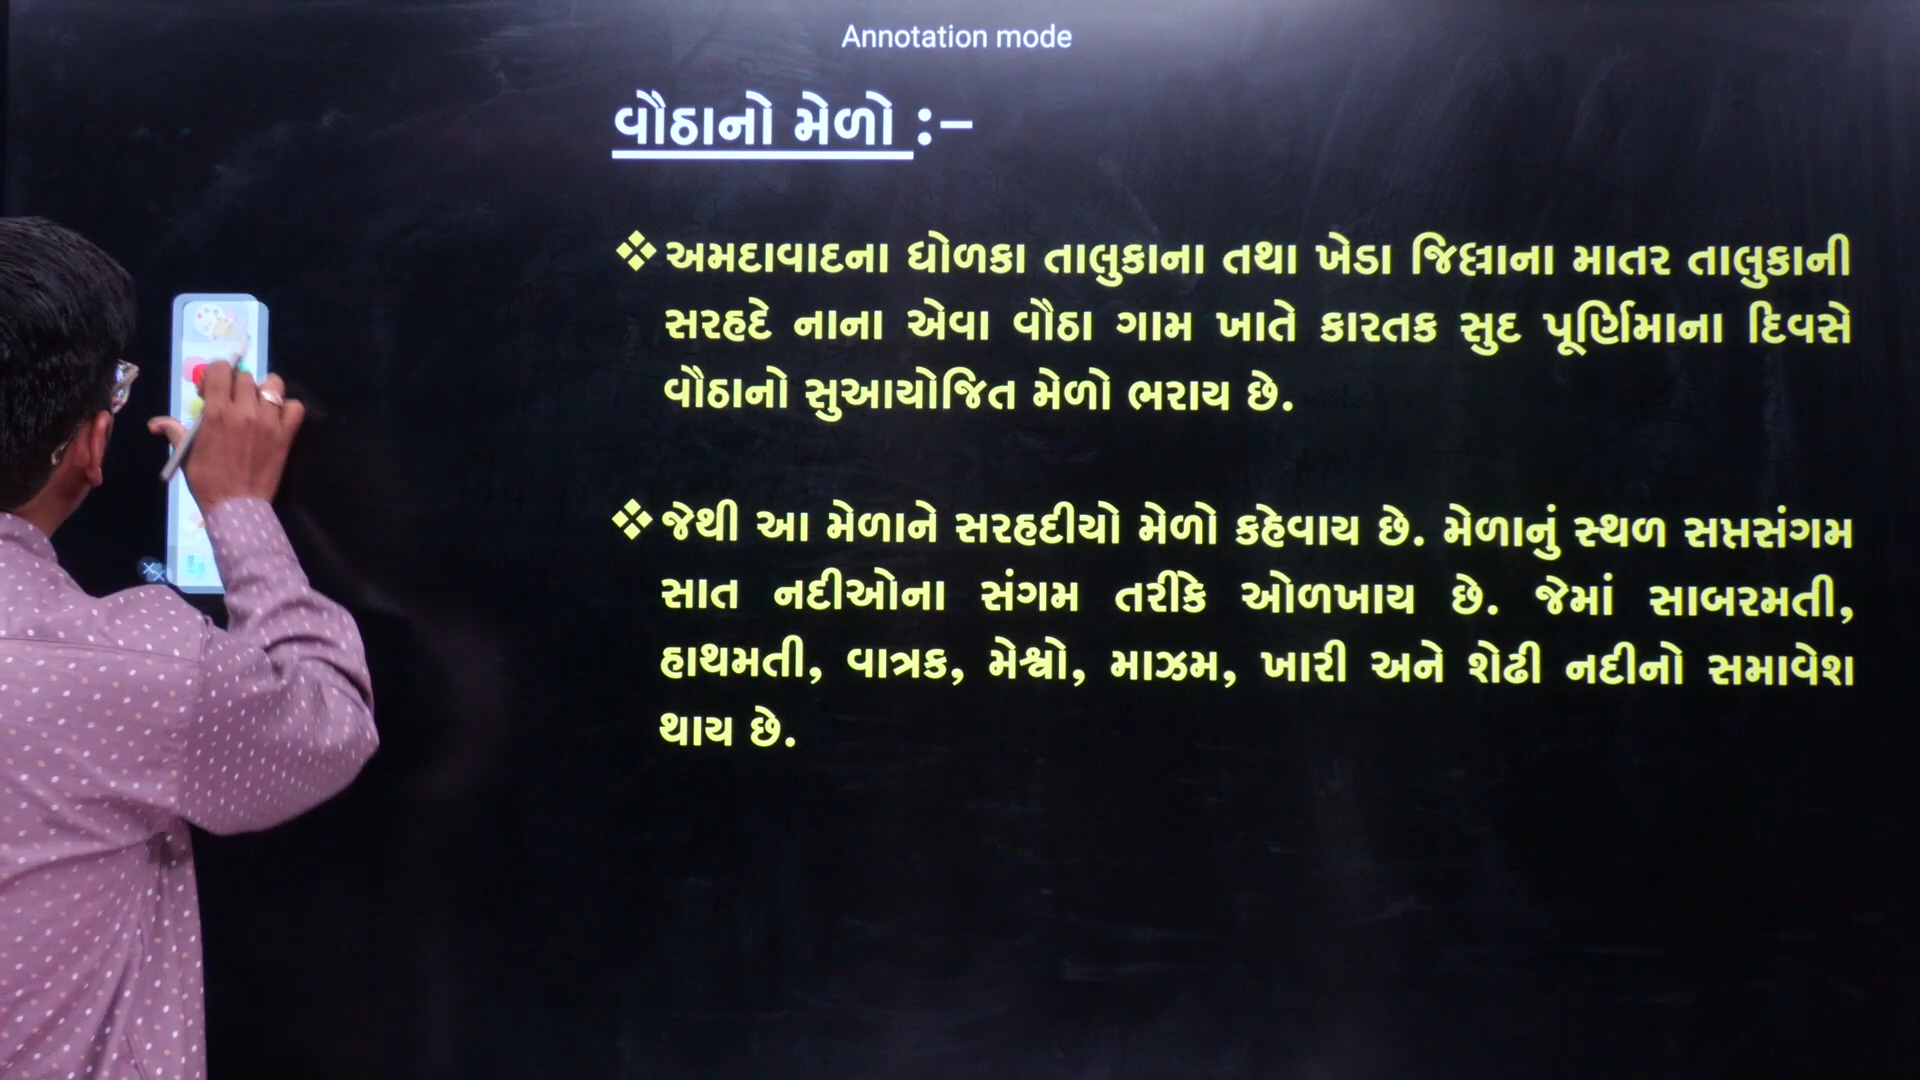 Annotation mode
વૌઠાનો મેળો :–
❖ અમદાવાદના ધોળકા તાલુકાના તથા ખેડા જિલ્લાના માતર તાલુકાની
સરહદે નાના એવા વૌઠા ગામ ખાતે કારતક સુદ પૂર્ણિમાના દિવસે
વૌઠાનો સુઆયોજિત મેળો ભરાય છે.
❖ જેથી આ મેળાને સરહદીયો મેળો કહેવાય છે. મેળાનું સ્થળ સપ્તસંગમ
સાત નદીઓના સંગમ તરીકે ઓળખાય છે. જેમાં સાબરમતી,
હાથમતી, વાત્રક, મેશ્વો, માઝમ, ખારી અને શેઢી નદીનો સમાવેશ
થાય છે.